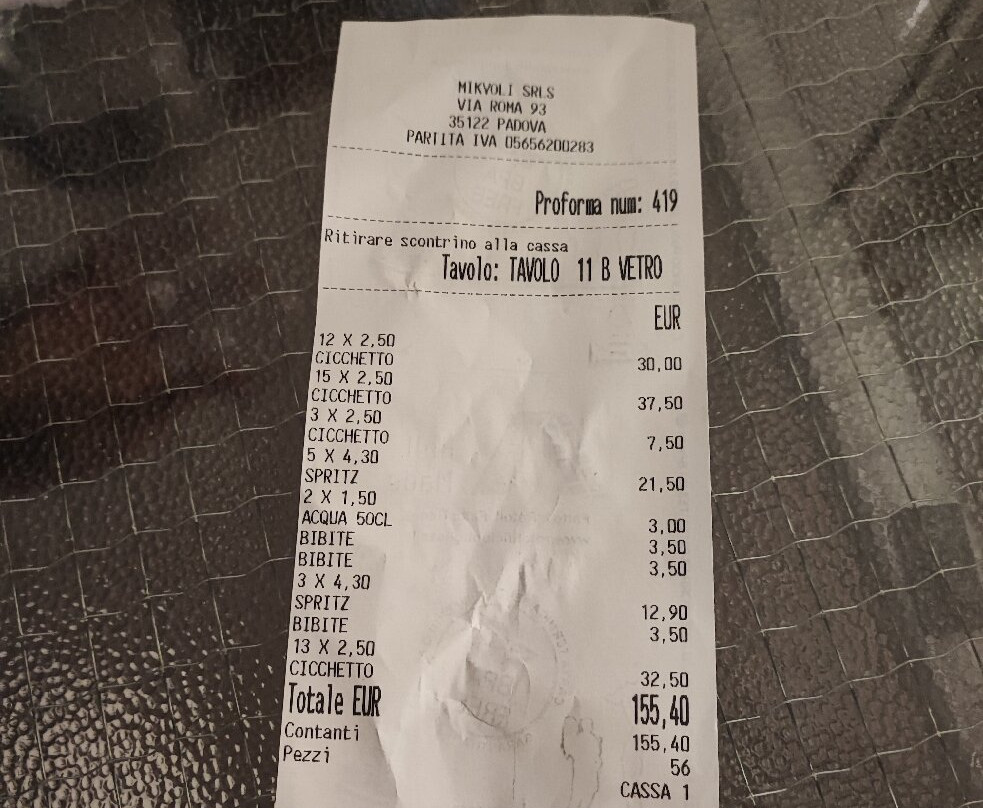 MIKVOLI SRLS
VIA ROMA 93
35122 PADOVA
PARTITA IVA 05656200283
Proforma num: 419
Ritirare scontrino alla cassa
Tavolo: TAVOLO 11 B VETRO
EUR
12 X 2,50
CICCHETTO 30,00
15 X 2,50
CICCHETTO 37,50
3 X 2,50
CICCHETTO 7,50
5 X 4,30
SPRITZ 21,50
2 X 1,50
ACQUA 50CL 3,00
BIBITE 3,50
BIBITE 3,50
3 X 4,30
SPRITZ 12,90
BIBITE 3,50
13 X 2,50
CICCHETTO 32,50
Totale EUR 155,40
Contanti 155,40
Pezzi 56
CASSA 1